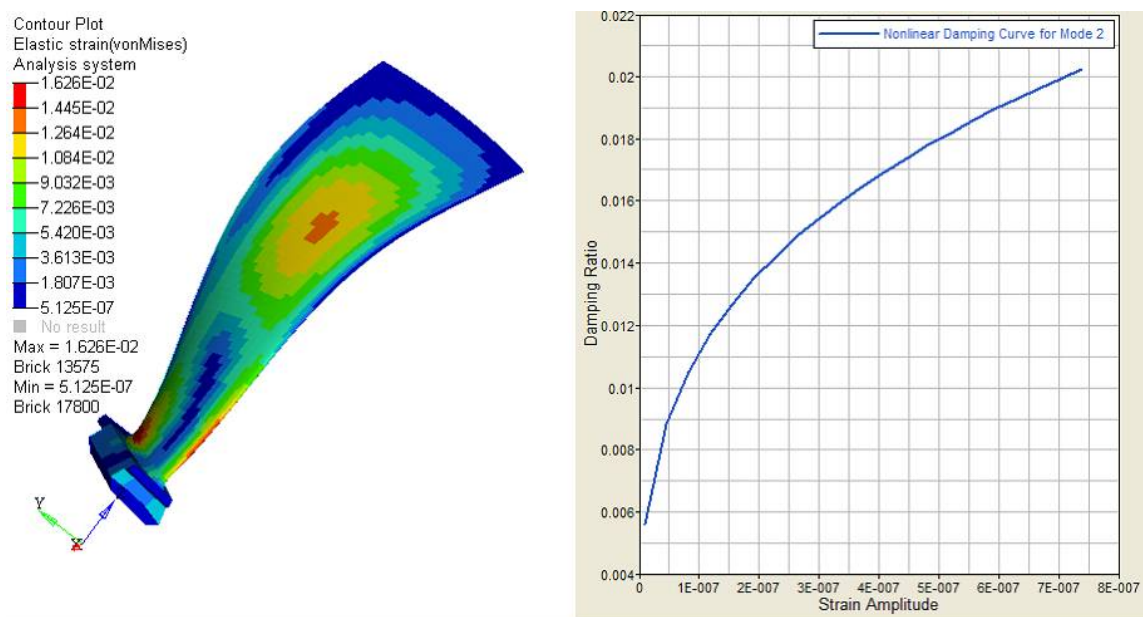 Contour Plot
Elastic strain(vonMises)
Analysis system
1.626E-02
1.445E-02
1.264E-02
1.084E-02
9.032E-03
7.226E-03
5.420E-03
3.613E-03
1.807E-03
5.125E-07
No result
Max = 1.626E-02
Brick 13575
Min = 5.125E-07
Brick 17800
Y
X
0.022
0.02
0.018
0.016
0.014
0.012
0.01
0.008
0.006
0.004
Damping Ratio
Nonlinear Damping Curve for Mode 2
0 1E-007 2E-007 3E-007 4E-007 5E-007 6E-007 7E-007 8E-007
Strain Amplitude